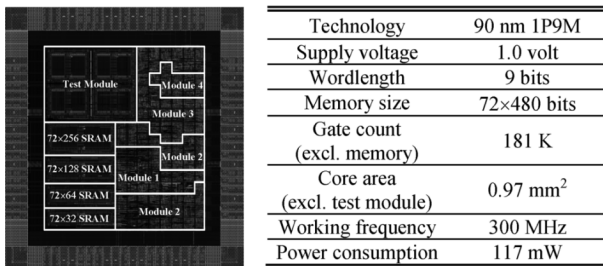 Test Module
Module 4
Module 3
72×256 SRAM
Module 2
72×128 SRAM
Module 1
72×64 SRAM
72×32 SRAM
Module 2
Technology 90 nm 1P9M
Supply voltage 1.0 volt
Wordlength 9 bits
Memory size 72×480 bits
Gate count
(excl. memory) 181 K
Core area
(excl. test module) 0.97 mm²
Working frequency 300 MHz
Power consumption 117 mW